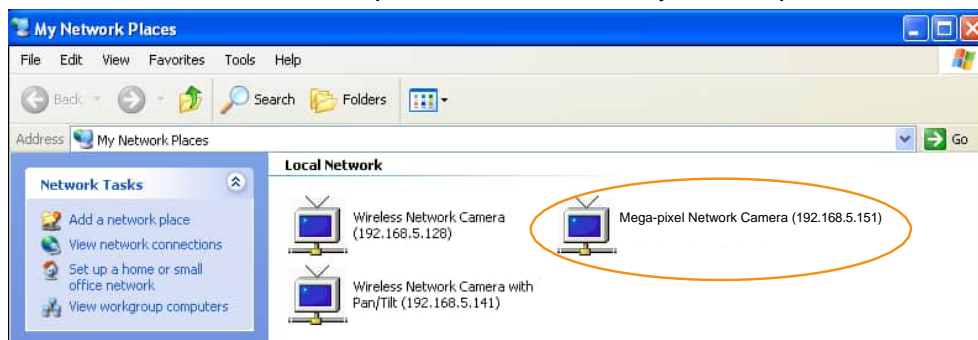 My Network Places
File Edit View Favorites Tools Help
Back Search Folders
Address My Network Places Go
Local Network
Network Tasks
Add a network place
View network connections
Set up a home or small
office network
View workgroup computers
Wireless Network Camera
(192.168.5.128)
Mega-pixel Network Camera (192.168.5.151)
Wireless Network Camera with
Pan/Tilt (192.168.5.141)